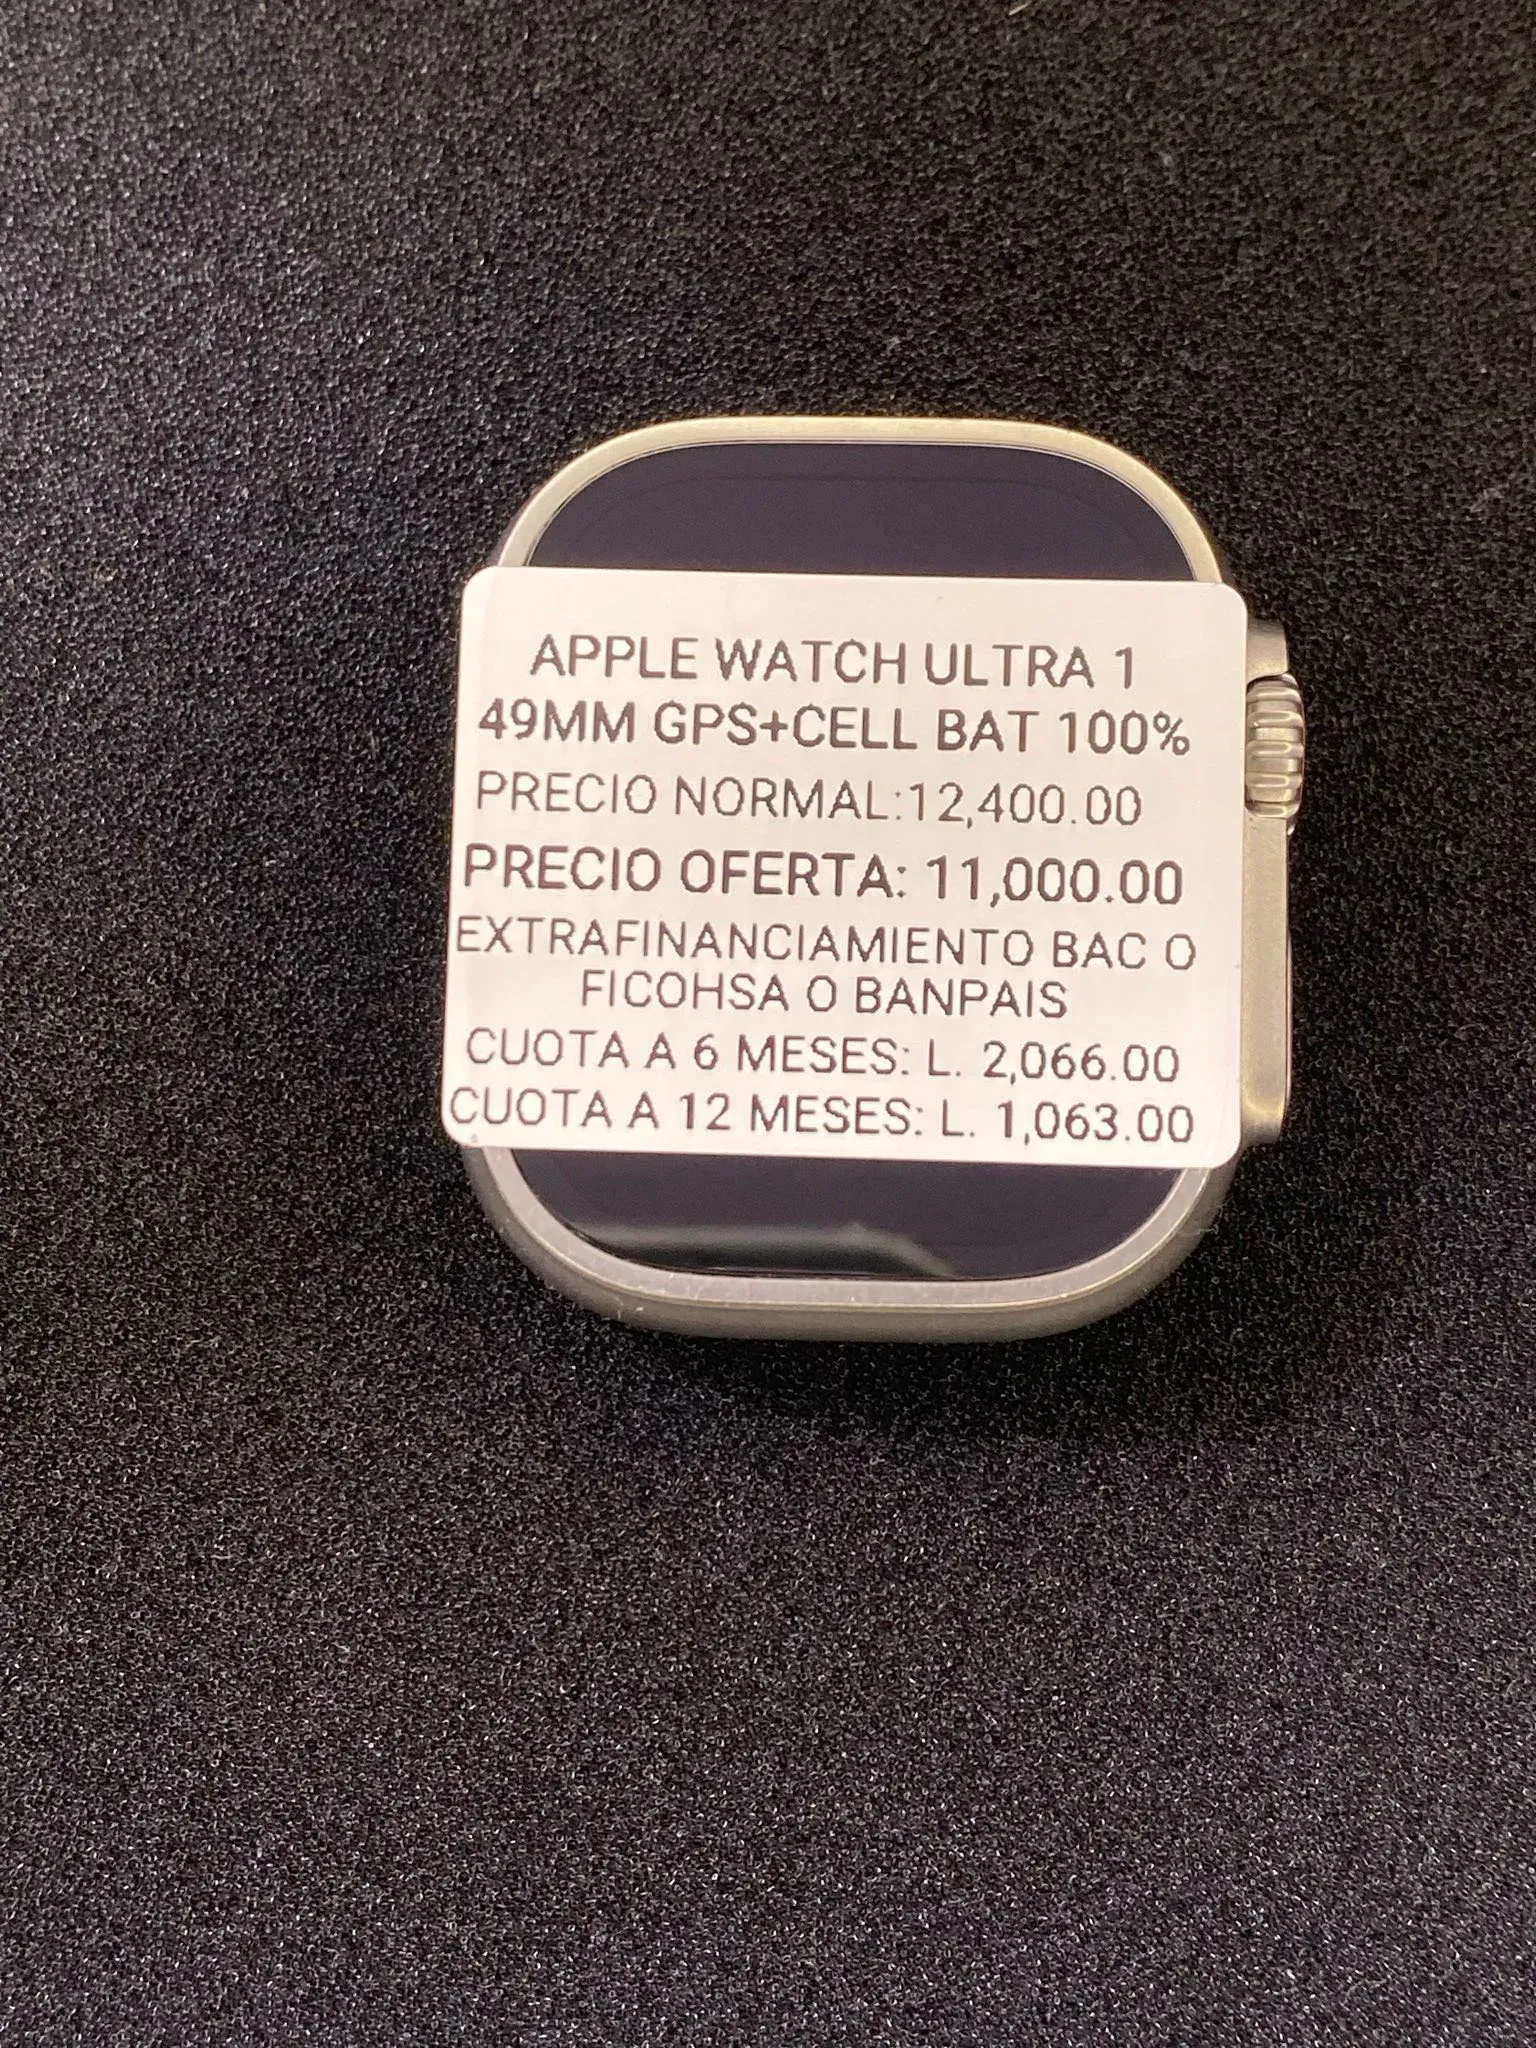 APPLE WATCH ULTRA 1
49MM GPS+CELL BAT 100%
PRECIO NORMAL:12,400.00
PRECIO OFERTA: 11,000.00
EXTRAFINANCIAMIENTO BAC O
FICOHSA O BANPAIS
CUOTA A 6 MESES: L. 2,066.00
CUOTA A 12 MESES: L. 1,063.00